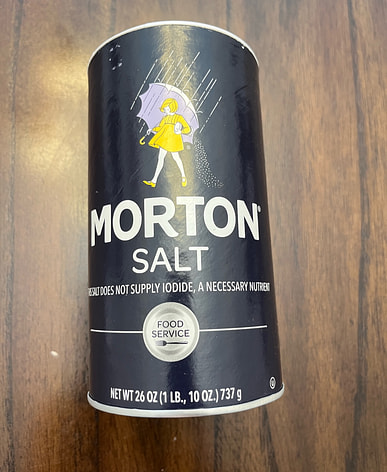 MORTON®
SALT
SALT DOES NOT SUPPLY IODIDE, A NECESSARY NUTRIENT
FOOD
SERVICE
NET WT 26 OZ (1 LB., 10 OZ.) 737 g